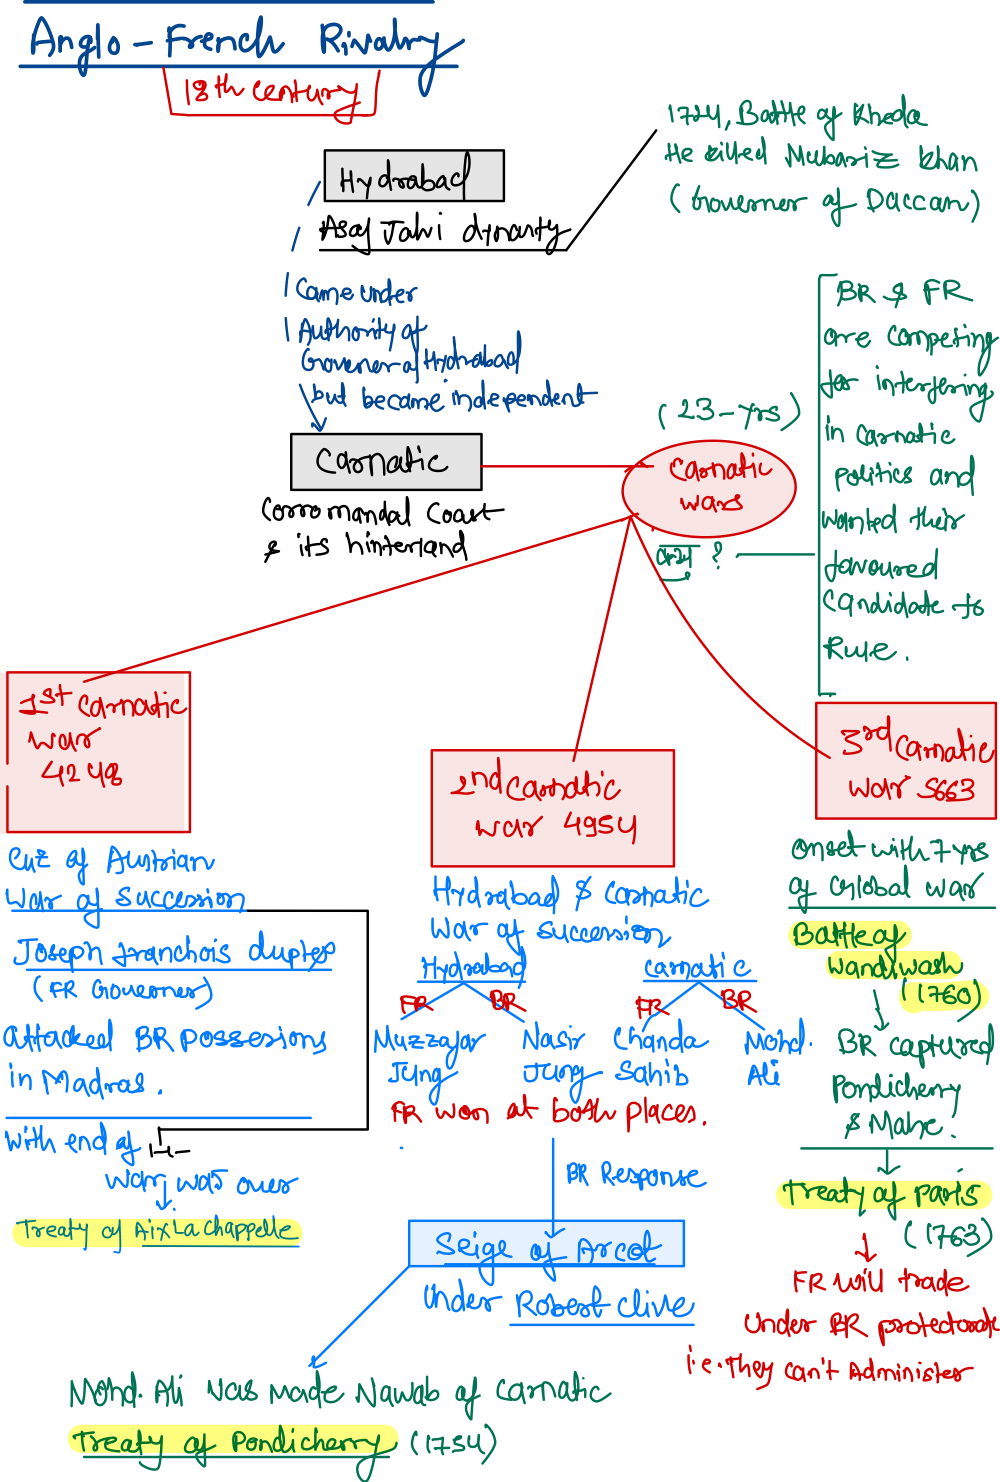 Anglo-French Rivalry
18th century
Hydrabad
Asaf Jahi dynasty
1724, Battle of Kheda
He killed Mubariz Khan
(Governer of Daccan)
Came under
Authority of
Governer of Hydrabad
but became independent
Carnatic
Corromandal Coast
& its hinterland
(23-yrs)
Carnatic
wars
क्यों ?
BR & FR
are competing
for interfering
in Carnatic
politics and
wanted their
favoured
Candidate to
Rule.
1st Carnatic
war
4248
Cuz of Austrian
War of Succession
Joseph franchois duplex
(FR Governer)
attacked BR possesions
in Madras.
With end of
war, was over
Treaty of Aix La Chappelle
2nd Carnatic
war 4954
Hydrabad & Carnatic
War of Succession
Hydrabad carnatic
FR BR FR BR
Muzzafar Nasir Chanda Mohd.
Jung Jung Sahib Ali
FR won at both places.
BR Response
Seige of Arcot
Under Robert Clive
Mohd. Ali was made Nawab of Carnatic
Treaty of Pondicherry (1754)
3rd Carnatic
war 5663
Onset with 7 yrs
of Global war
Battle of
Wandiwash
(1760)
BR captured
Pondicherry
& Mahe.
Treaty of Paris
(1763)
FR will trade
Under BR protectorate
i.e. They can't Administer